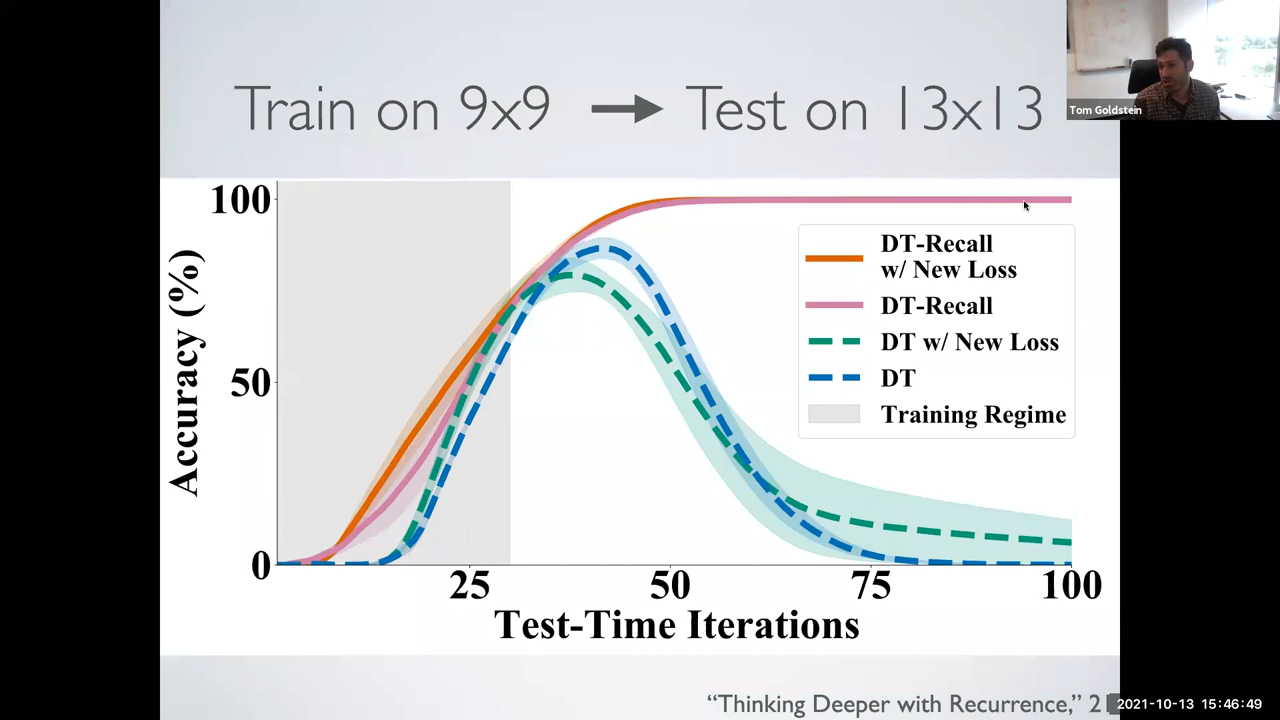 Train on 9x9 → Test on 13x13
Tom Goldstein
100
50
0
Accuracy (%)
DT-Recall
w/ New Loss
DT-Recall
DT w/ New Loss
DT
Training Regime
25 50 75 100
Test-Time Iterations
“Thinking Deeper with Recurrence,” 2
2021-10-13 15:46:49